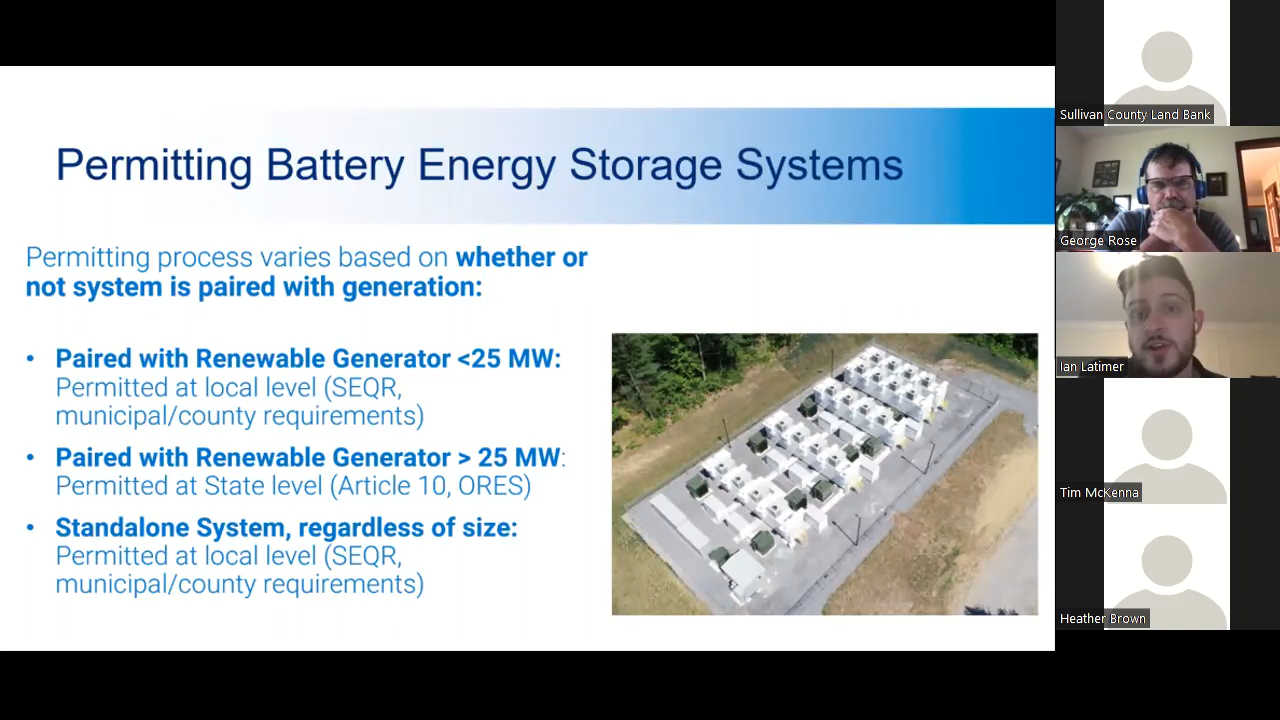 Permitting Battery Energy Storage Systems
Permitting process varies based on whether or
not system is paired with generation:
• Paired with Renewable Generator <25 MW:
Permitted at local level (SEQR,
municipal/county requirements)
• Paired with Renewable Generator > 25 MW:
Permitted at State level (Article 10, ORES)
• Standalone System, regardless of size:
Permitted at local level (SEQR,
municipal/county requirements)
Sullivan County Land Bank
George Rose
Ian Latimer
Tim McKenna
Heather Brown